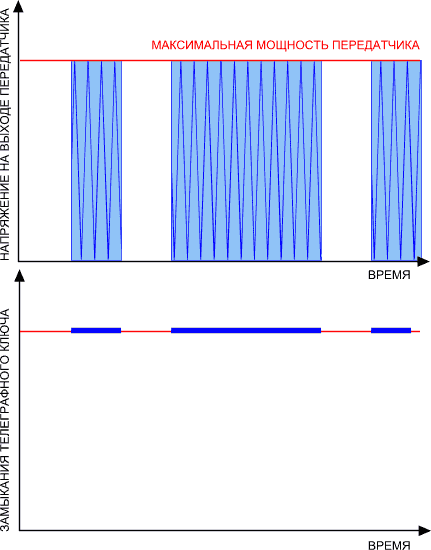 МАКСИМАЛЬНАЯ МОЩНОСТЬ ПЕРЕДАТЧИКА
НАПРЯЖЕНИЕ НА ВЫХОДЕ ПЕРЕДАТЧИКА
ВРЕМЯ
ЗАМЫКАНИЯ ТЕЛЕГРАФНОГО КЛЮЧА
ВРЕМЯ